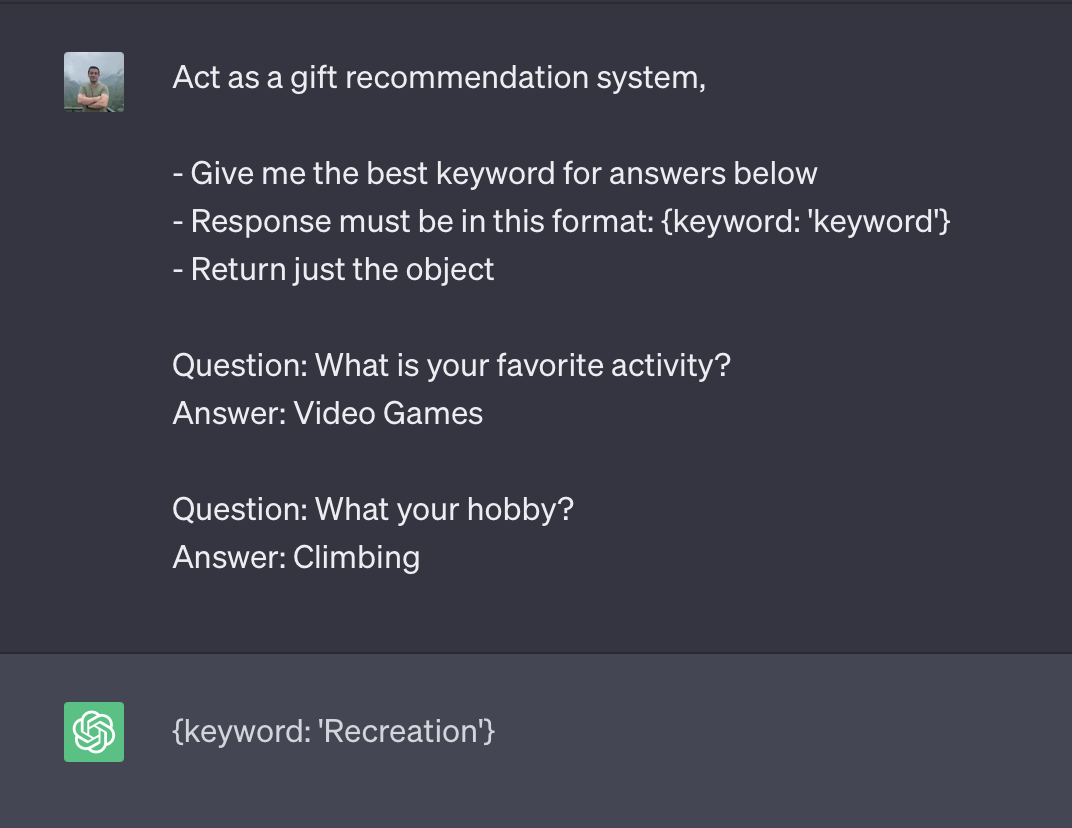 Act as a gift recommendation system,
- Give me the best keyword for answers below
- Response must be in this format: {keyword: 'keyword'}
- Return just the object
Question: What is your favorite activity?
Answer: Video Games
Question: What your hobby?
Answer: Climbing
{keyword: 'Recreation'}